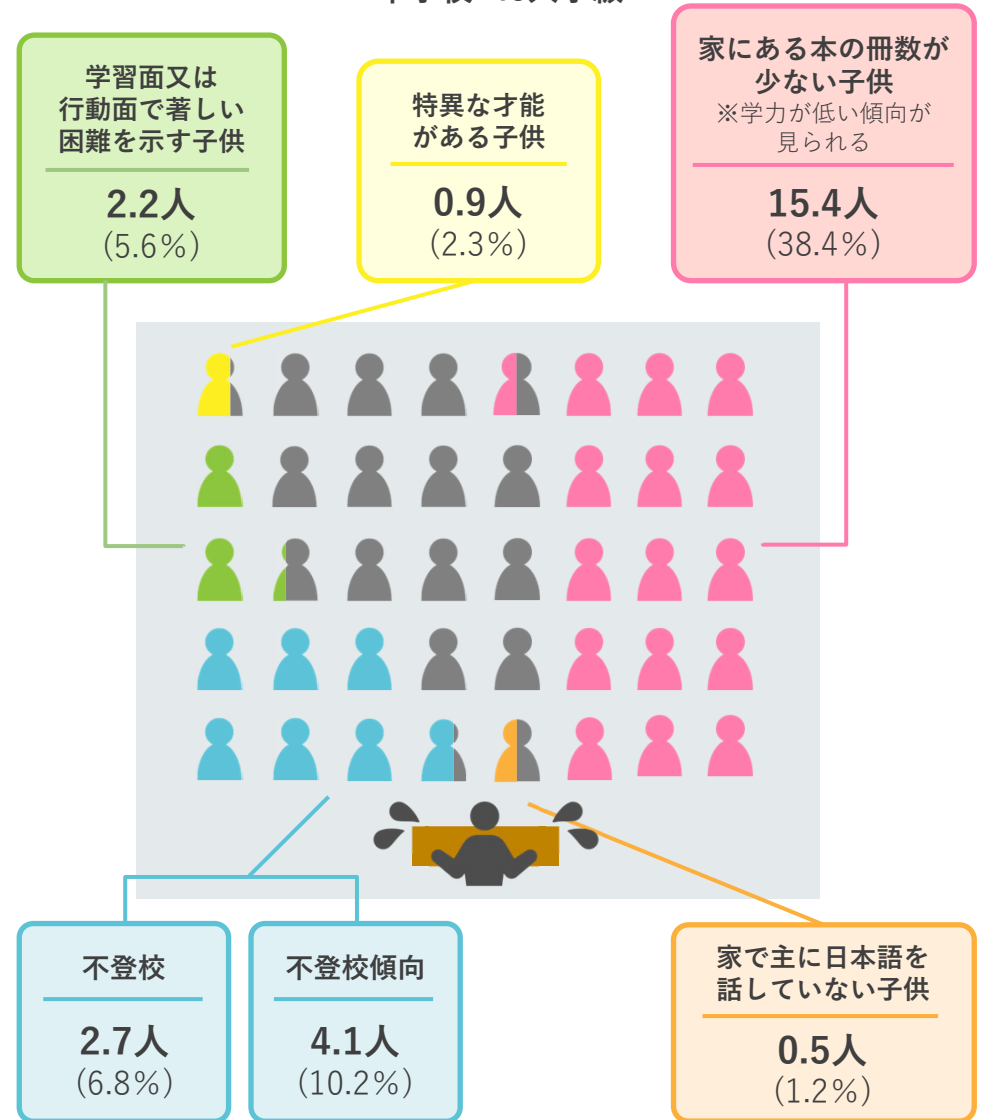 学習面又は
行動面で著しい
困難を示す子供
2.2人
(5.6%)
特異な才能
がある子供
0.9人
(2.3%)
家にある本の冊数が
少ない子供
※学力が低い傾向が
見られる
15.4人
(38.4%)
不登校
2.7人
(6.8%)
不登校傾向
4.1人
(10.2%)
家で主に日本語を
話していない子供
0.5人
(1.2%)